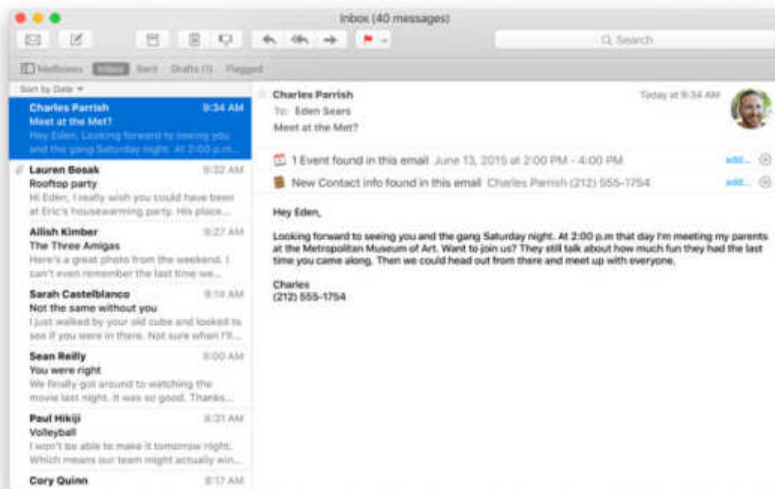 Inbox (40 messages)
Search
Mailboxes Inbox Sent Drafts (1) Flagged
Sort by Date
Charles Parrish 9:34 AM
Meet at the Met?
Hey Eden, Looking forward to seeing you
and the gang Saturday night. At 2:00 p.m...
Lauren Bosak 9:32 AM
Rooftop party
Hi Eden, I really wish you could have been
at Eric's housewarming party. His place...
Ailish Kimber 9:27 AM
The Three Amigas
Here's a great photo from the weekend. I
can't even remember the last time we...
Sarah Castelblanco 9:14 AM
Not the same without you
I just walked by your old cube and looked to
see if you were in there. Not sure when I'll...
Sean Reilly 9:00 AM
You were right
We finally got around to watching the
movie last night. It was so good. Thanks...
Paul Hikiji 8:21 AM
Volleyball
I won't be able to make it tomorrow night.
Which means our team might actually win...
Cory Quinn 8:17 AM
Charles Parrish Today at 9:34 AM
To: Eden Sears
Meet at the Met?
1 Event found in this email June 13, 2015 at 2:00 PM - 4:00 PM add...
New Contact info found in this email Charles Parrish (212) 555-1754 add...
Hey Eden,
Looking forward to seeing you and the gang Saturday night. At 2:00 p.m that day I'm meeting my parents
at the Metropolitan Museum of Art. Want to join us? They still talk about how much fun they had the last
time you came along. Then we could head out from there and meet up with everyone.
Charles
(212) 555-1754